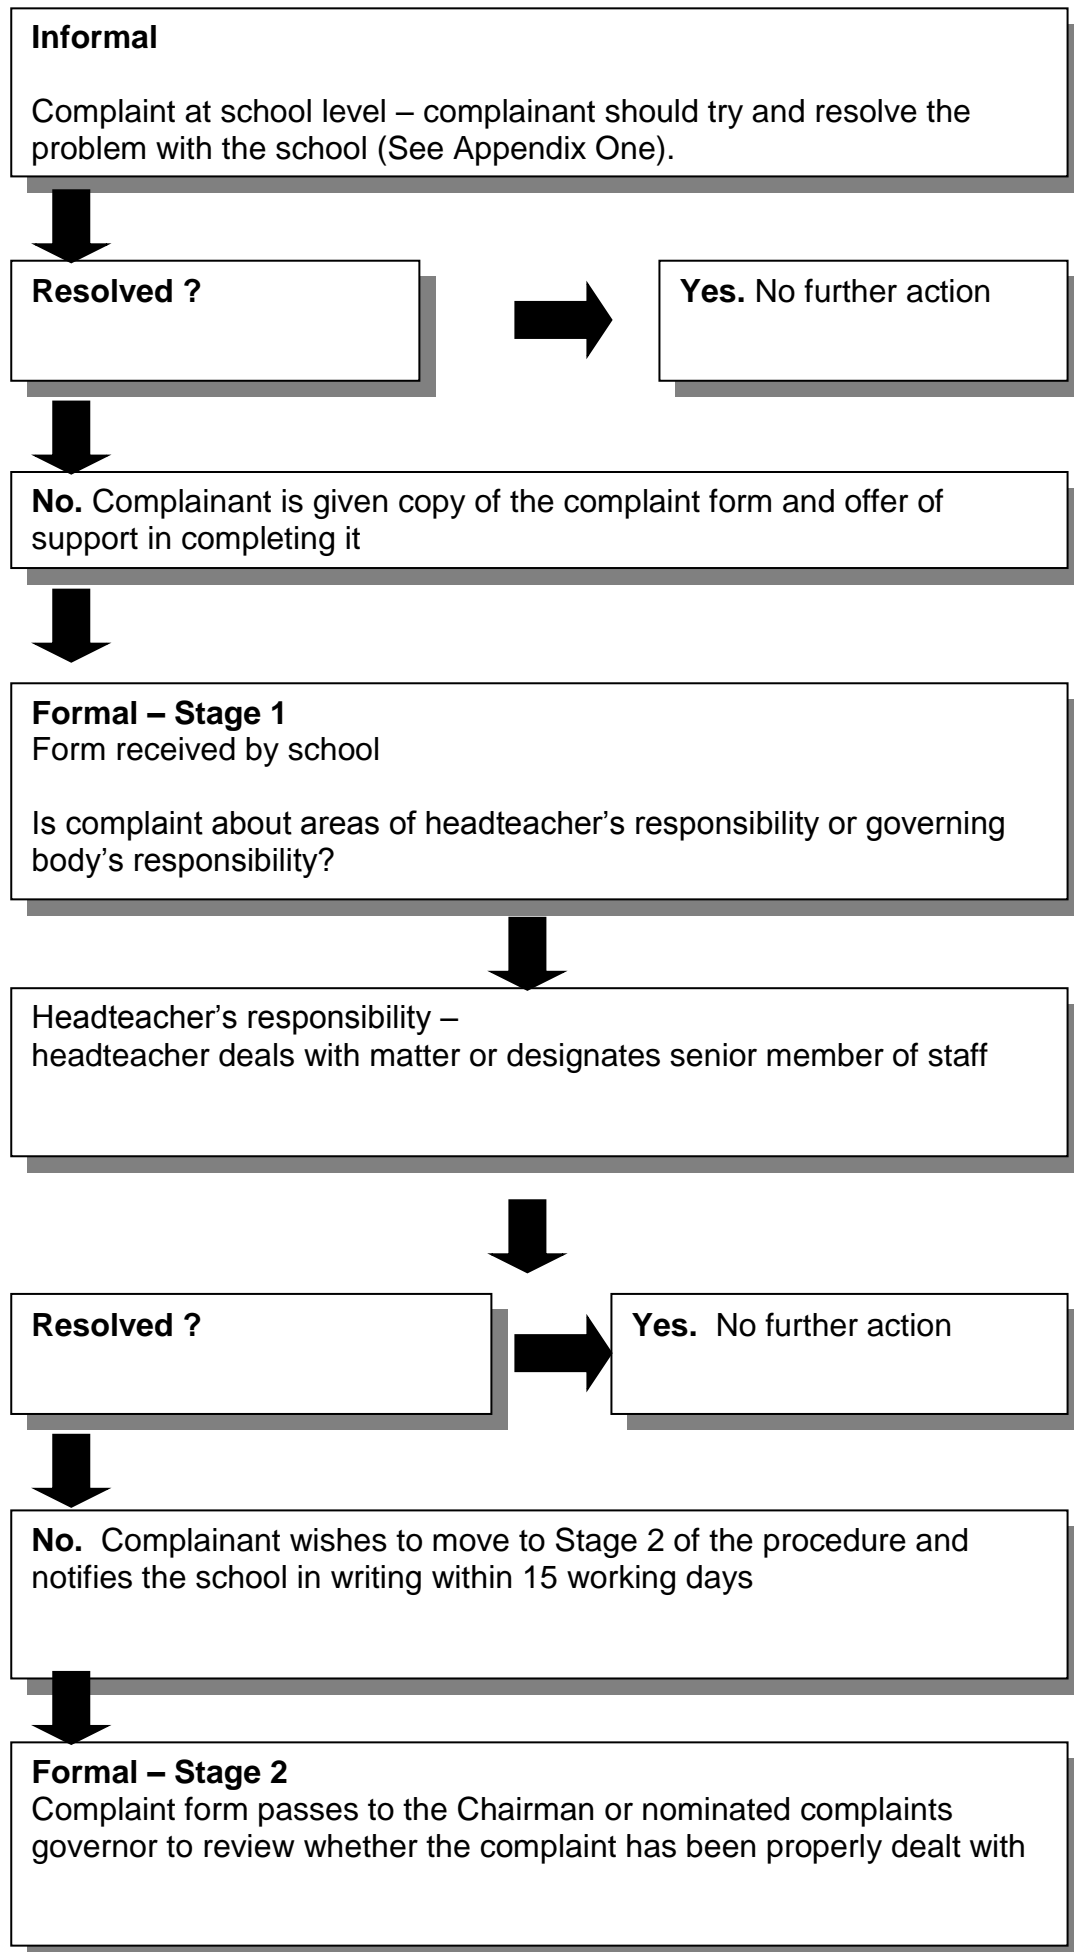 Informal
Complaint at school level – complainant should try and resolve the
problem with the school (See Appendix One).
Resolved ?
Yes. No further action
No. Complainant is given copy of the complaint form and offer of
support in completing it
Formal – Stage 1
Form received by school
Is complaint about areas of headteacher’s responsibility or governing
body’s responsibility?
Headteacher’s responsibility –
headteacher deals with matter or designates senior member of staff
Resolved ?
Yes.  No further action
No.  Complainant wishes to move to Stage 2 of the procedure and
notifies the school in writing within 15 working days
Formal – Stage 2
Complaint form passes to the Chairman or nominated complaints
governor to review whether the complaint has been properly dealt with